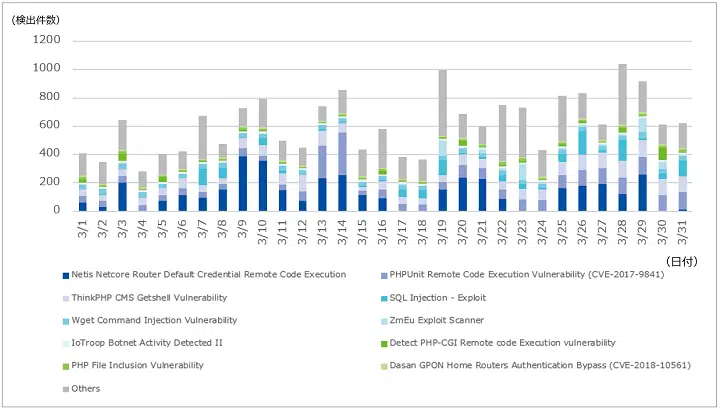 (検出件数)
1200
1000
800
600
400
200
0
3/1 3/2 3/3 3/4 3/5 3/6 3/7 3/8 3/9 3/10 3/11 3/12 3/13 3/14 3/15 3/16 3/17 3/18 3/19 3/20 3/21 3/22 3/23 3/24 3/25 3/26 3/27 3/28 3/29 3/30 3/31
(日付)
Netis Netcore Router Default Credential Remote Code Execution PHPUnit Remote Code Execution Vulnerability (CVE-2017-9841)
ThinkPHP CMS Getshell Vulnerability SQL Injection - Exploit
Wget Command Injection Vulnerability ZmEu Exploit Scanner
IoTroop Botnet Activity Detected II Detect PHP-CGI Remote code Execution vulnerability
PHP File Inclusion Vulnerability Dasan GPON Home Routers Authentication Bypass (CVE-2018-10561)
Others